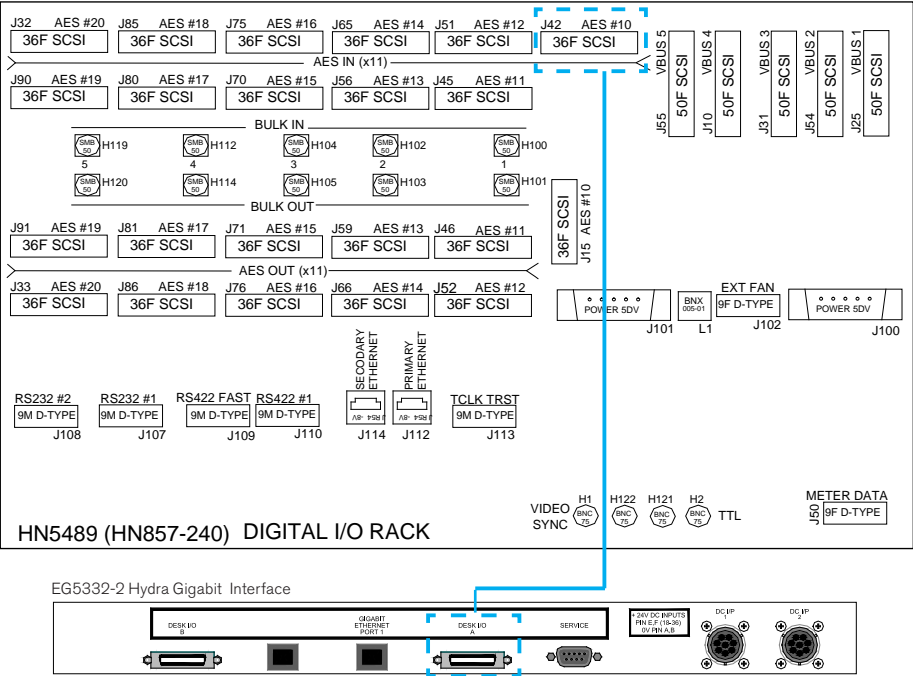 J32 AES #20 J85 AES #18 J75 AES #16 J65 AES #14 J51 AES #12 J42 AES #10
36F SCSI 36F SCSI 36F SCSI 36F SCSI 36F SCSI 36F SCSI
AES IN (x11)
J90 AES #19 J80 AES #17 J70 AES #15 J56 AES #13 J45 AES #11
36F SCSI 36F SCSI 36F SCSI 36F SCSI 36F SCSI
J55 VBUS 5 50F SCSI
J10 VBUS 4 50F SCSI
J31 VBUS 3 50F SCSI
J54 VBUS 2 50F SCSI
J25 VBUS 1 50F SCSI
BULK IN
SMB 50 H119 SMB 50 H112 SMB 50 H104 SMB 50 H102 SMB 50 H100
5 4 3 2 1
SMB 50 H120 SMB 50 H114 SMB 50 H105 SMB 50 H103 SMB 50 H101
BULK OUT
36F SCSI
J15 AES #10
J91 AES #19 J81 AES #17 J71 AES #15 J59 AES #13 J46 AES #11
36F SCSI 36F SCSI 36F SCSI 36F SCSI 36F SCSI
AES OUT (x11)
J33 AES #20 J86 AES #18 J76 AES #16 J66 AES #14 J52 AES #12
36F SCSI 36F SCSI 36F SCSI 36F SCSI 36F SCSI
POWER 5DV
J101
BNX
005-01
L1
EXT FAN
9F D-TYPE
J102
POWER 5DV
J100
RS232 #2
9M D-TYPE
J108
RS232 #1
9M D-TYPE
J107
RS422 FAST
9M D-TYPE
J109
RS422 #1
9M D-TYPE
J110
SECODARY
ETHERNET
J RS4 -8V
J114
PRIMARY
ETHERNET
J RS4 -8V
J112
TCLK TRST
9M D-TYPE
J113
VIDEO
SYNC
H1 H122 H121 H2
BNC 75 BNC 75 BNC 75 BNC 75
TTL
METER DATA
J50 9F D-TYPE
HN5489 (HN857-240) DIGITAL I/O RACK
EG5332-2 Hydra Gigabit Interface
DESK I/O
B
GIGABIT
ETHERNET
PORT 1
DESK I/O
A
SERVICE
+ 24V DC INPUTS
PIN E,F (18-36)
0V PIN A,B
DC I/P
1
DC I/P
2